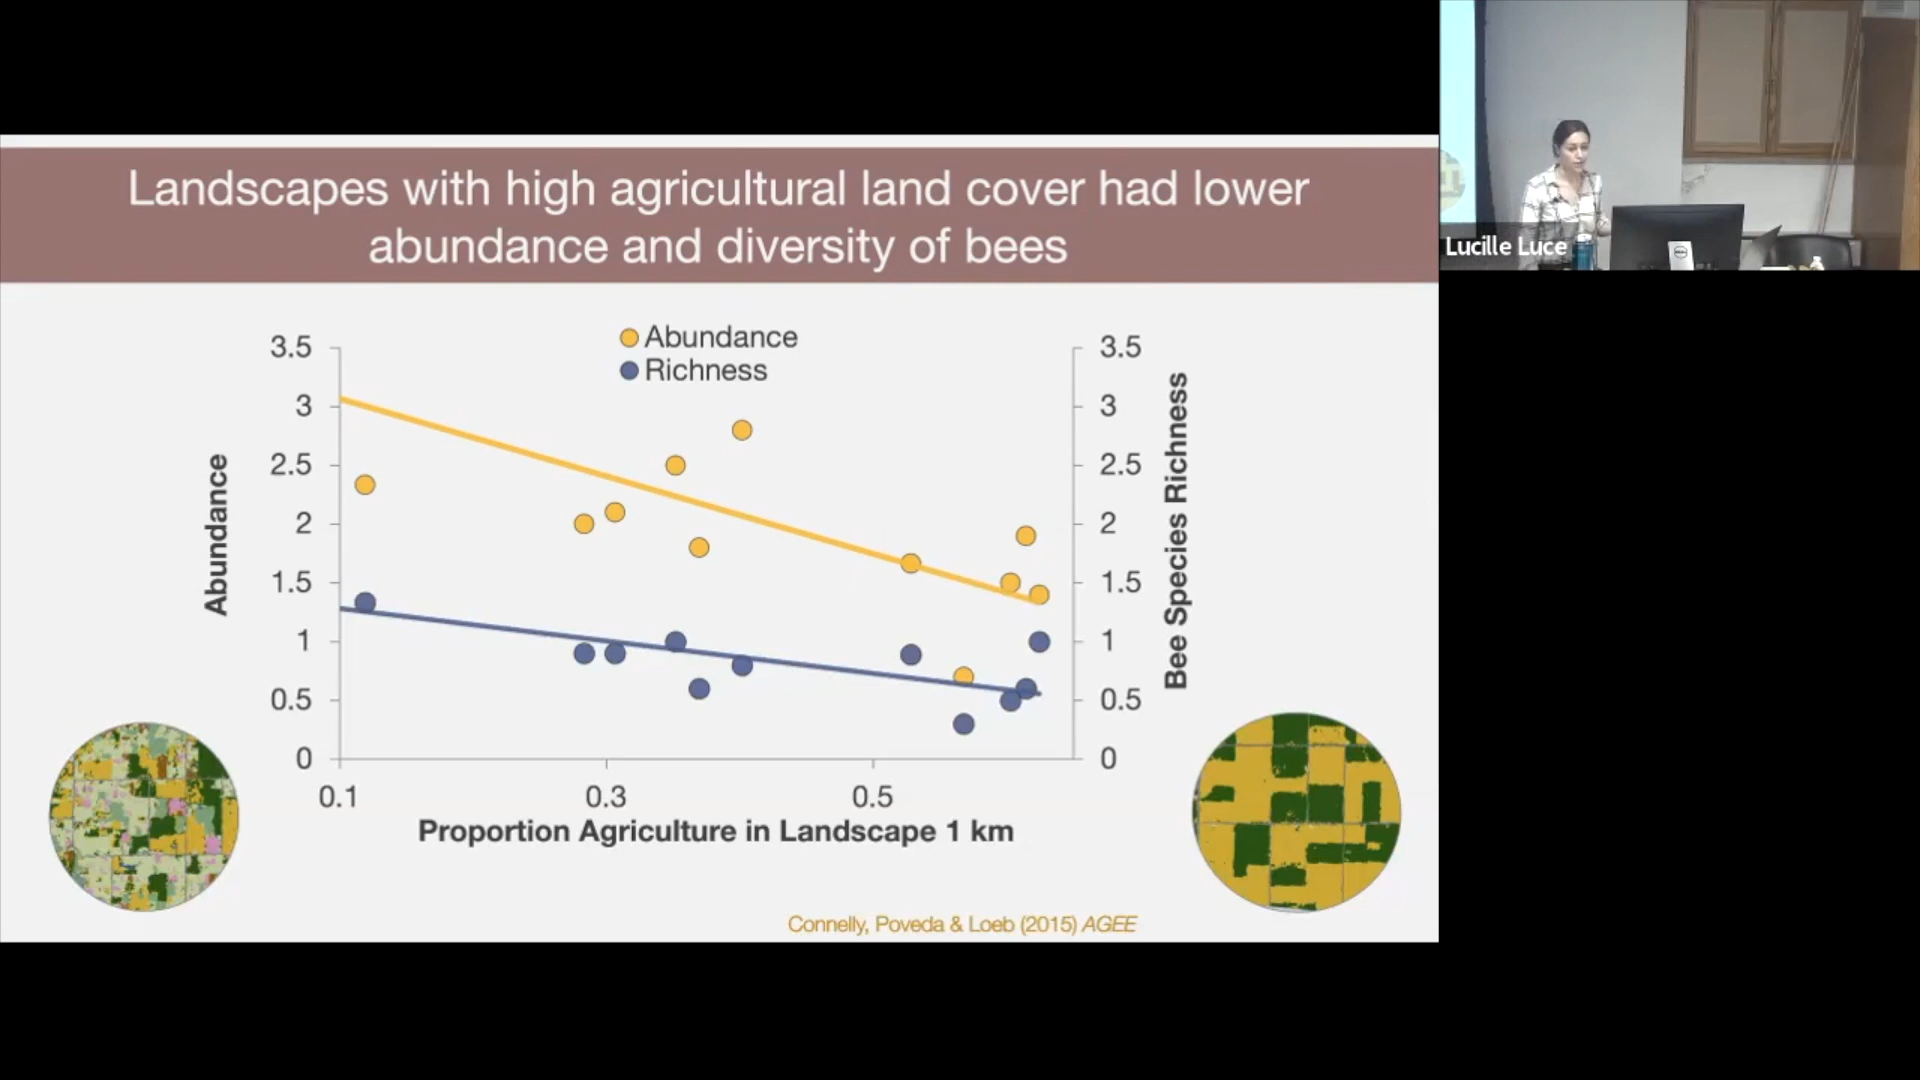 Landscapes with high agricultural land cover had lower
abundance and diversity of bees
Abundance
Richness
3.5
3
2.5
2
1.5
1
0.5
0
Abundance
3.5
3
2.5
2
1.5
1
0.5
0
Bee Species Richness
0.1 0.3 0.5
Proportion Agriculture in Landscape 1 km
Connelly, Poveda & Loeb (2015) AGEE
Lucille Luce